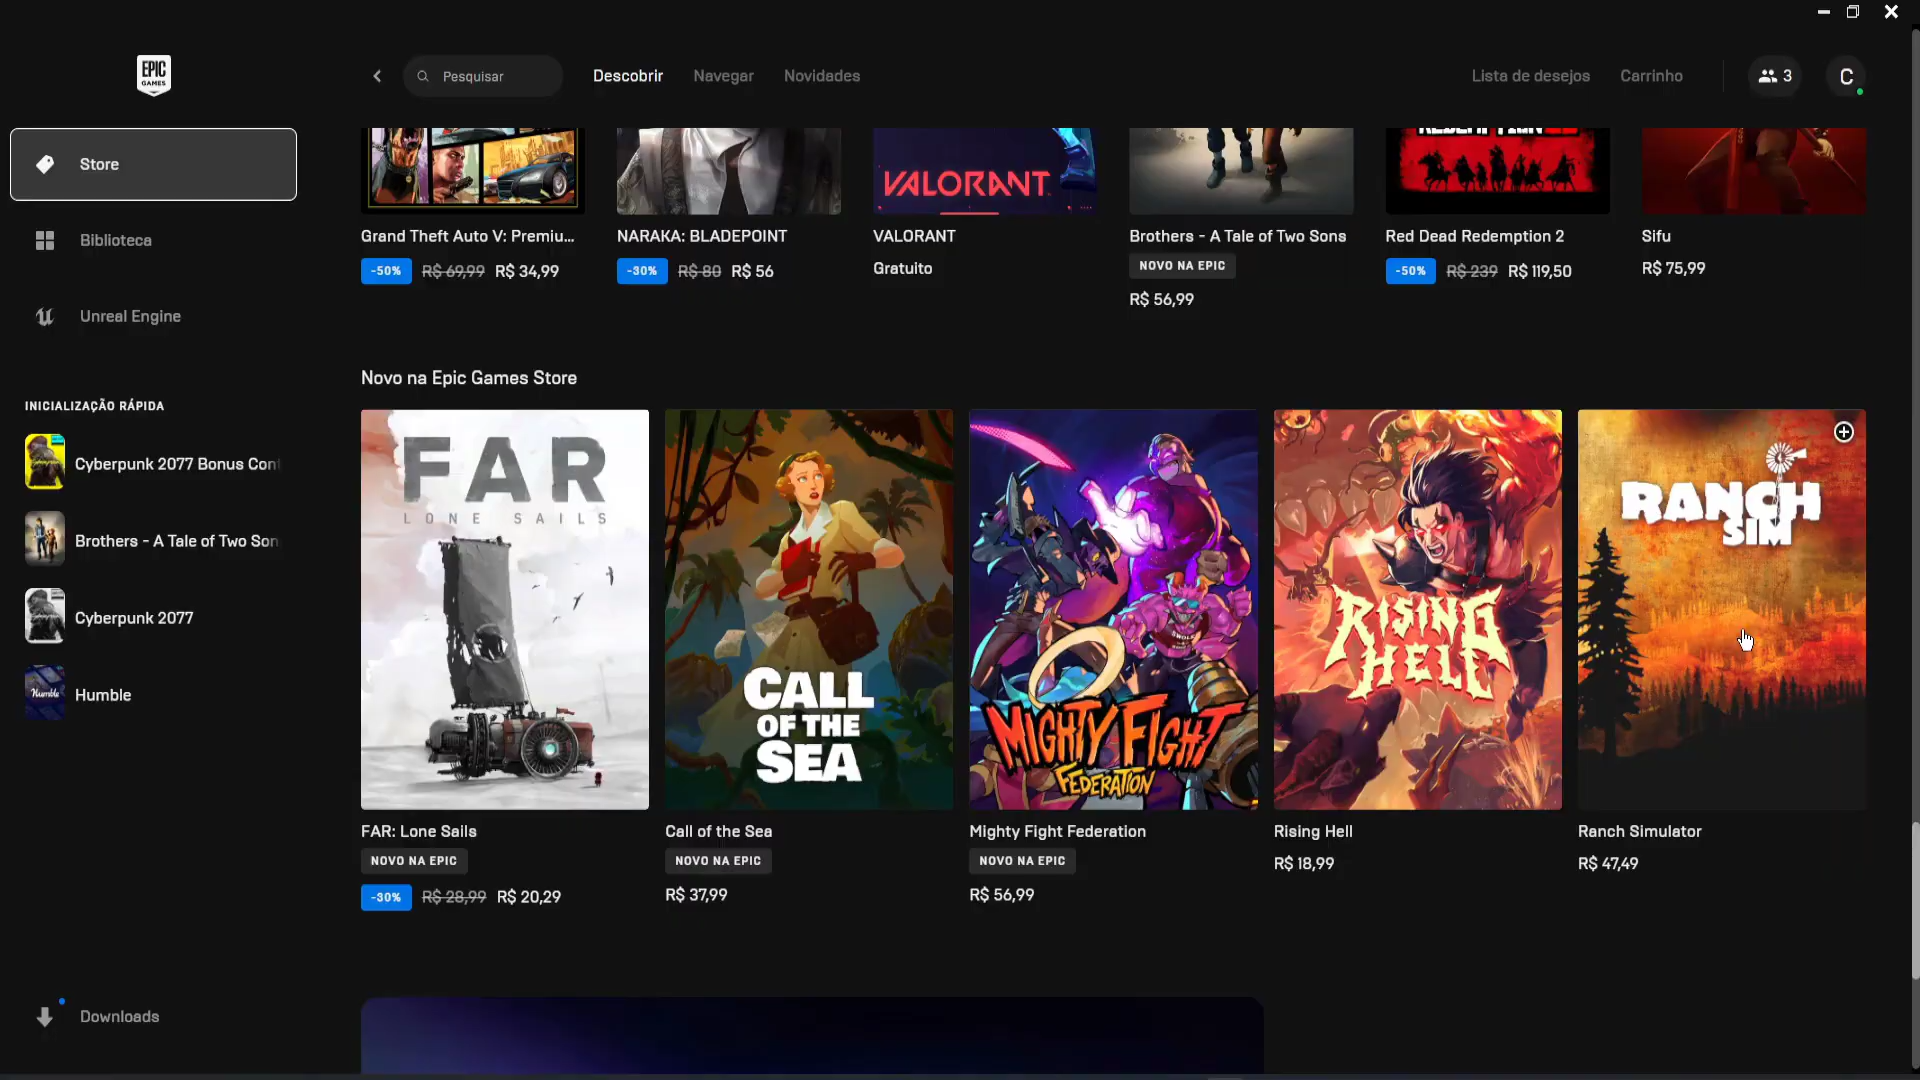 EPIC
GAMES
Pesquisar
Descobrir
Navegar
Novidades
Lista de desejos
Carrinho
3
C
Store
Biblioteca
Unreal Engine
INICIALIZAÇÃO RÁPIDA
Cyberpunk 2077 Bonus Cont
Brothers - A Tale of Two Son
Cyberpunk 2077
Humble
Humble
Downloads
VALORANT
Grand Theft Auto V: Premiu...
-50% R$ 69,99 R$ 34,99
NARAKA: BLADEPOINT
-30% R$ 80 R$ 56
VALORANT
Gratuito
Brothers - A Tale of Two Sons
NOVO NA EPIC
R$ 56,99
Red Dead Redemption 2
-50% R$ 239 R$ 119,50
Sifu
R$ 75,99
Novo na Epic Games Store
FAR
LONE SAILS
FAR: Lone Sails
NOVO NA EPIC
-30% R$ 28,99 R$ 20,29
CALL
OF THE
SEA
Call of the Sea
NOVO NA EPIC
R$ 37,99
MIGHTY FIGHT
FEDERATION
Mighty Fight Federation
NOVO NA EPIC
R$ 56,99
RISING
HELL
Rising Hell
R$ 18,99
RANCH
SIM
Ranch Simulator
R$ 47,49